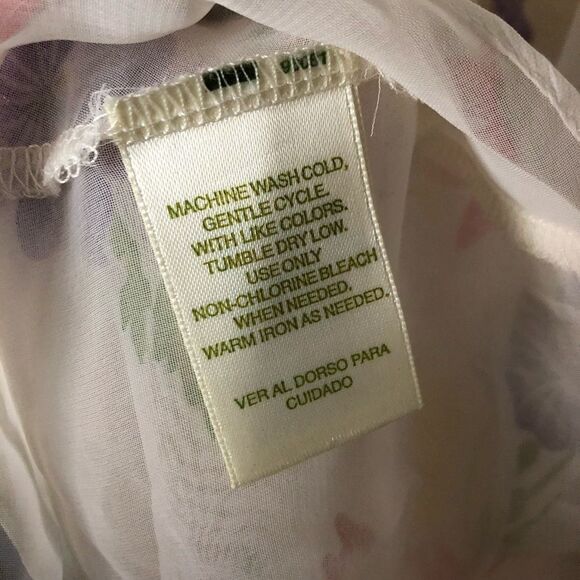 MACHINE WASH COLD,
GENTLE CYCLE.
WITH LIKE COLORS.
TUMBLE DRY LOW.
USE ONLY
NON-CHLORINE BLEACH
WHEN NEEDED.
WARM IRON AS NEEDED.
VER AL DORSO PARA
CUIDADO